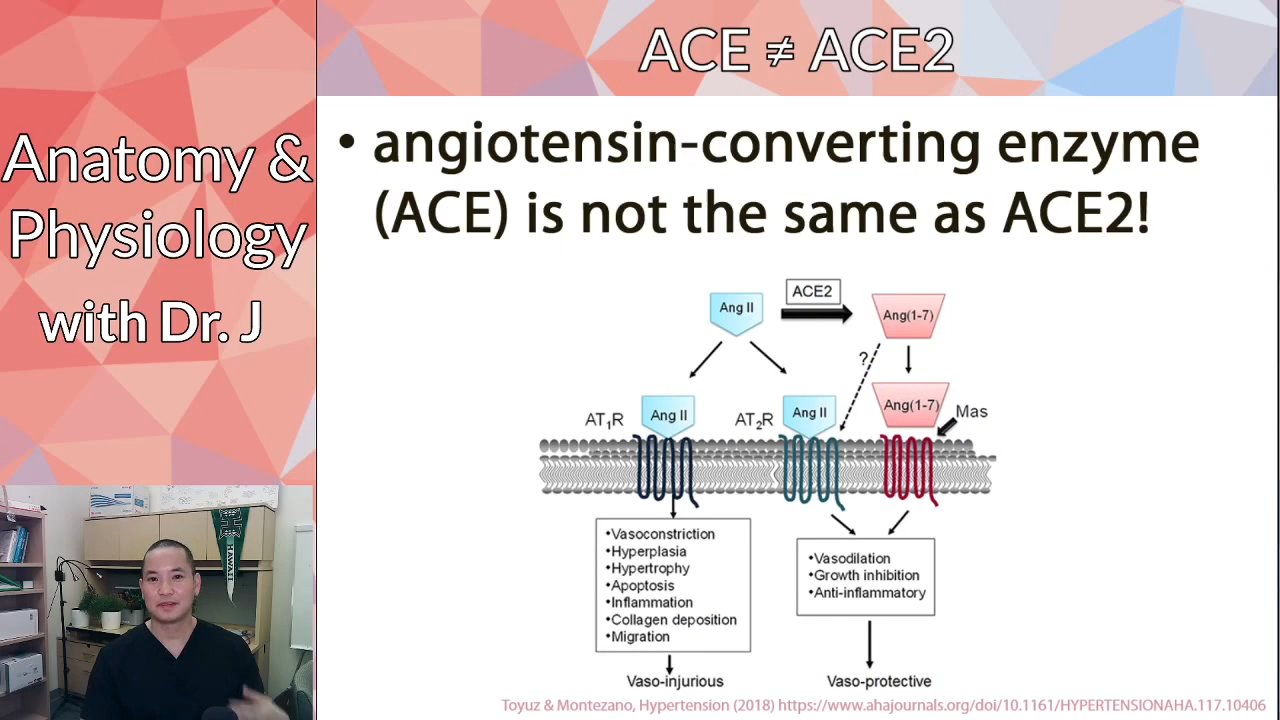 Anatomy &
Physiology
with Dr. J
ACE ≠ ACE2
• angiotensin-converting enzyme
(ACE) is not the same as ACE2!
Ang II
ACE2
Ang(1-7)
?
AT1R
Ang II
AT2R
Ang II
Ang(1-7)
Mas
•Vasoconstriction
•Hyperplasia
•Hypertrophy
•Apoptosis
•Inflammation
•Collagen deposition
•Migration
Vaso-injurious
•Vasodilation
•Growth inhibition
•Anti-inflammatory
Vaso-protective
HAWAII
Toyuz & Montezano, Hypertension (2018) https://www.ahajournals.org/doi/10.1161/HYPERTENSIONAHA.117.10406